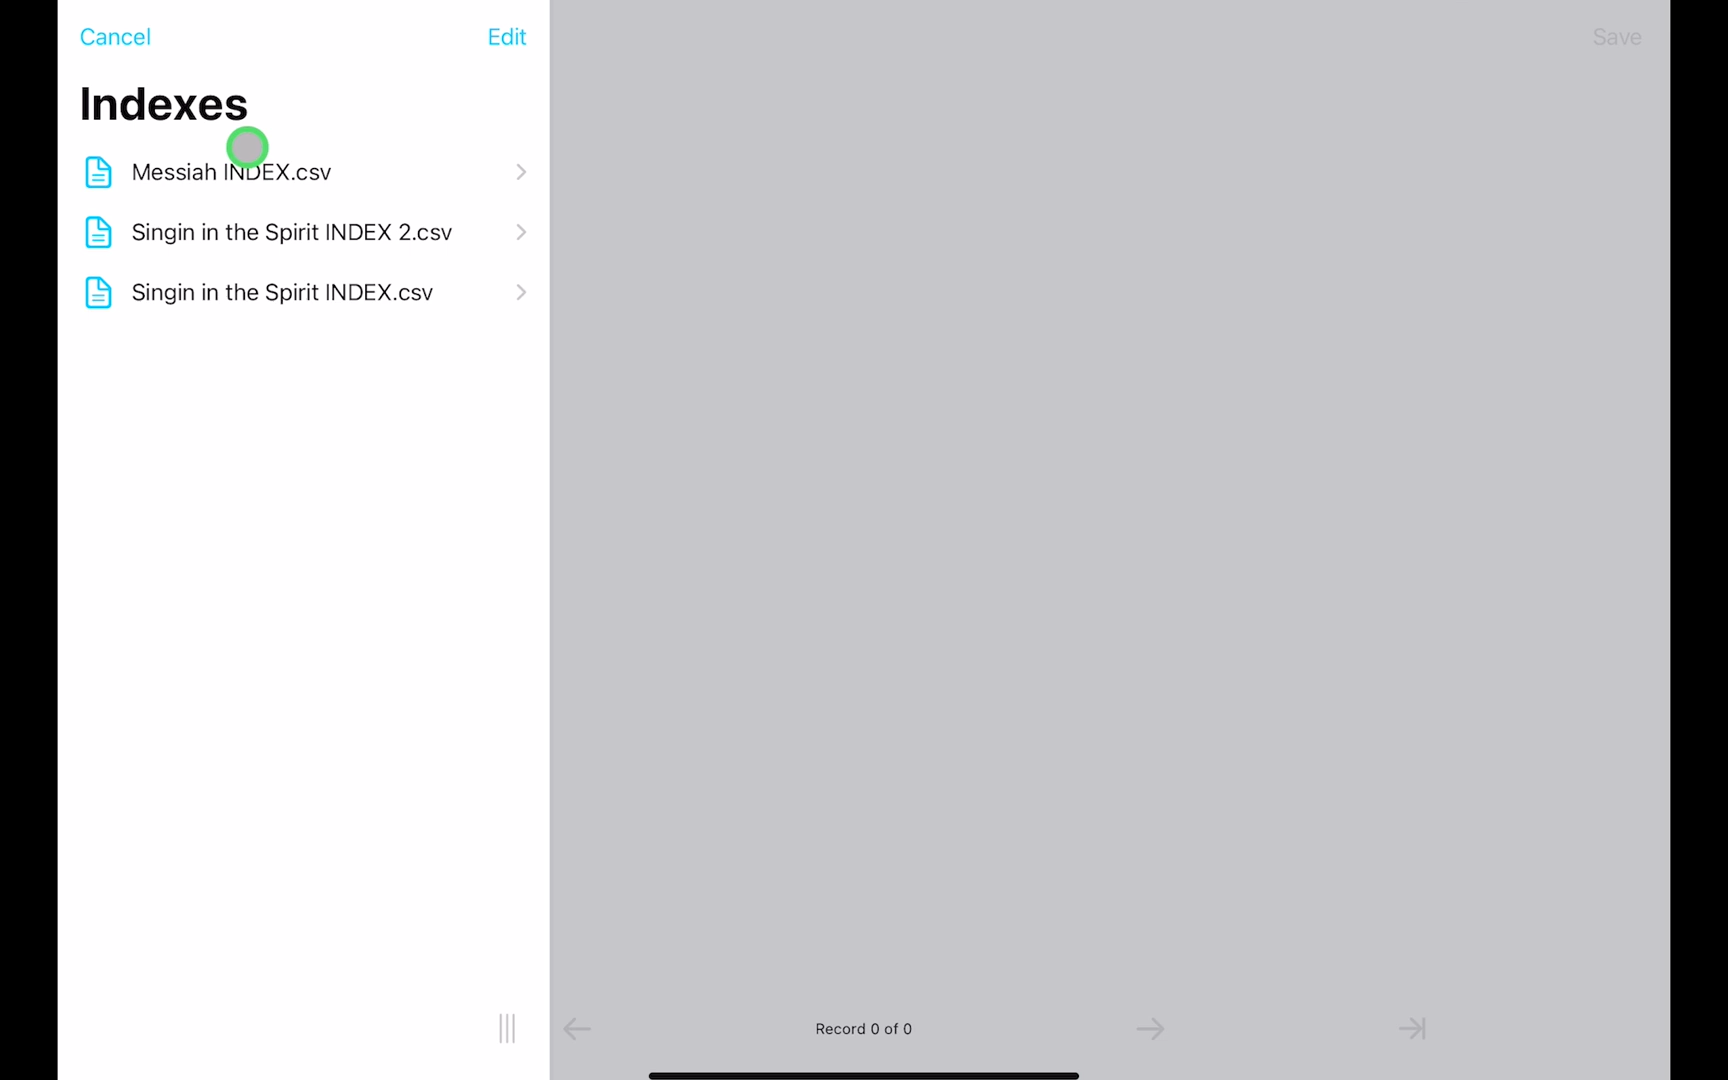 Cancel
Edit
Save
Indexes
Messiah INDEX.csv
Singin in the Spirit INDEX 2.csv
Singin in the Spirit INDEX.csv
Record 0 of 0